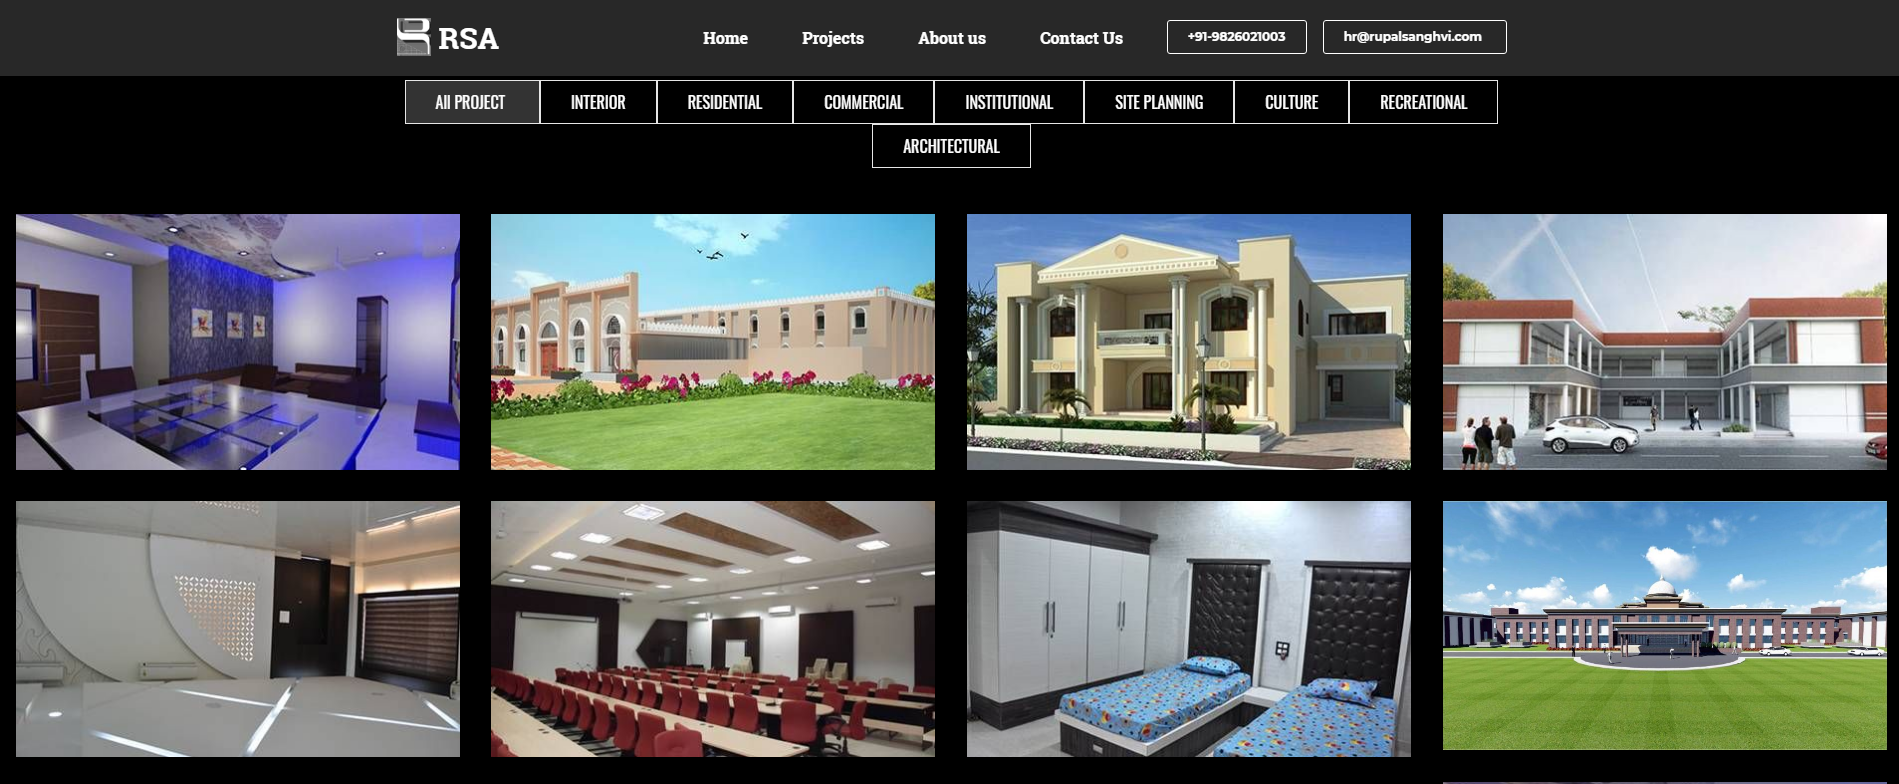 RSA
Home
Projects
About us
Contact Us
+91-9826021003
hr@rupalsanghvi.com
All PROJECT
INTERIOR
RESIDENTIAL
COMMERCIAL
INSTITUTIONAL
SITE PLANNING
CULTURE
RECREATIONAL
ARCHITECTURAL